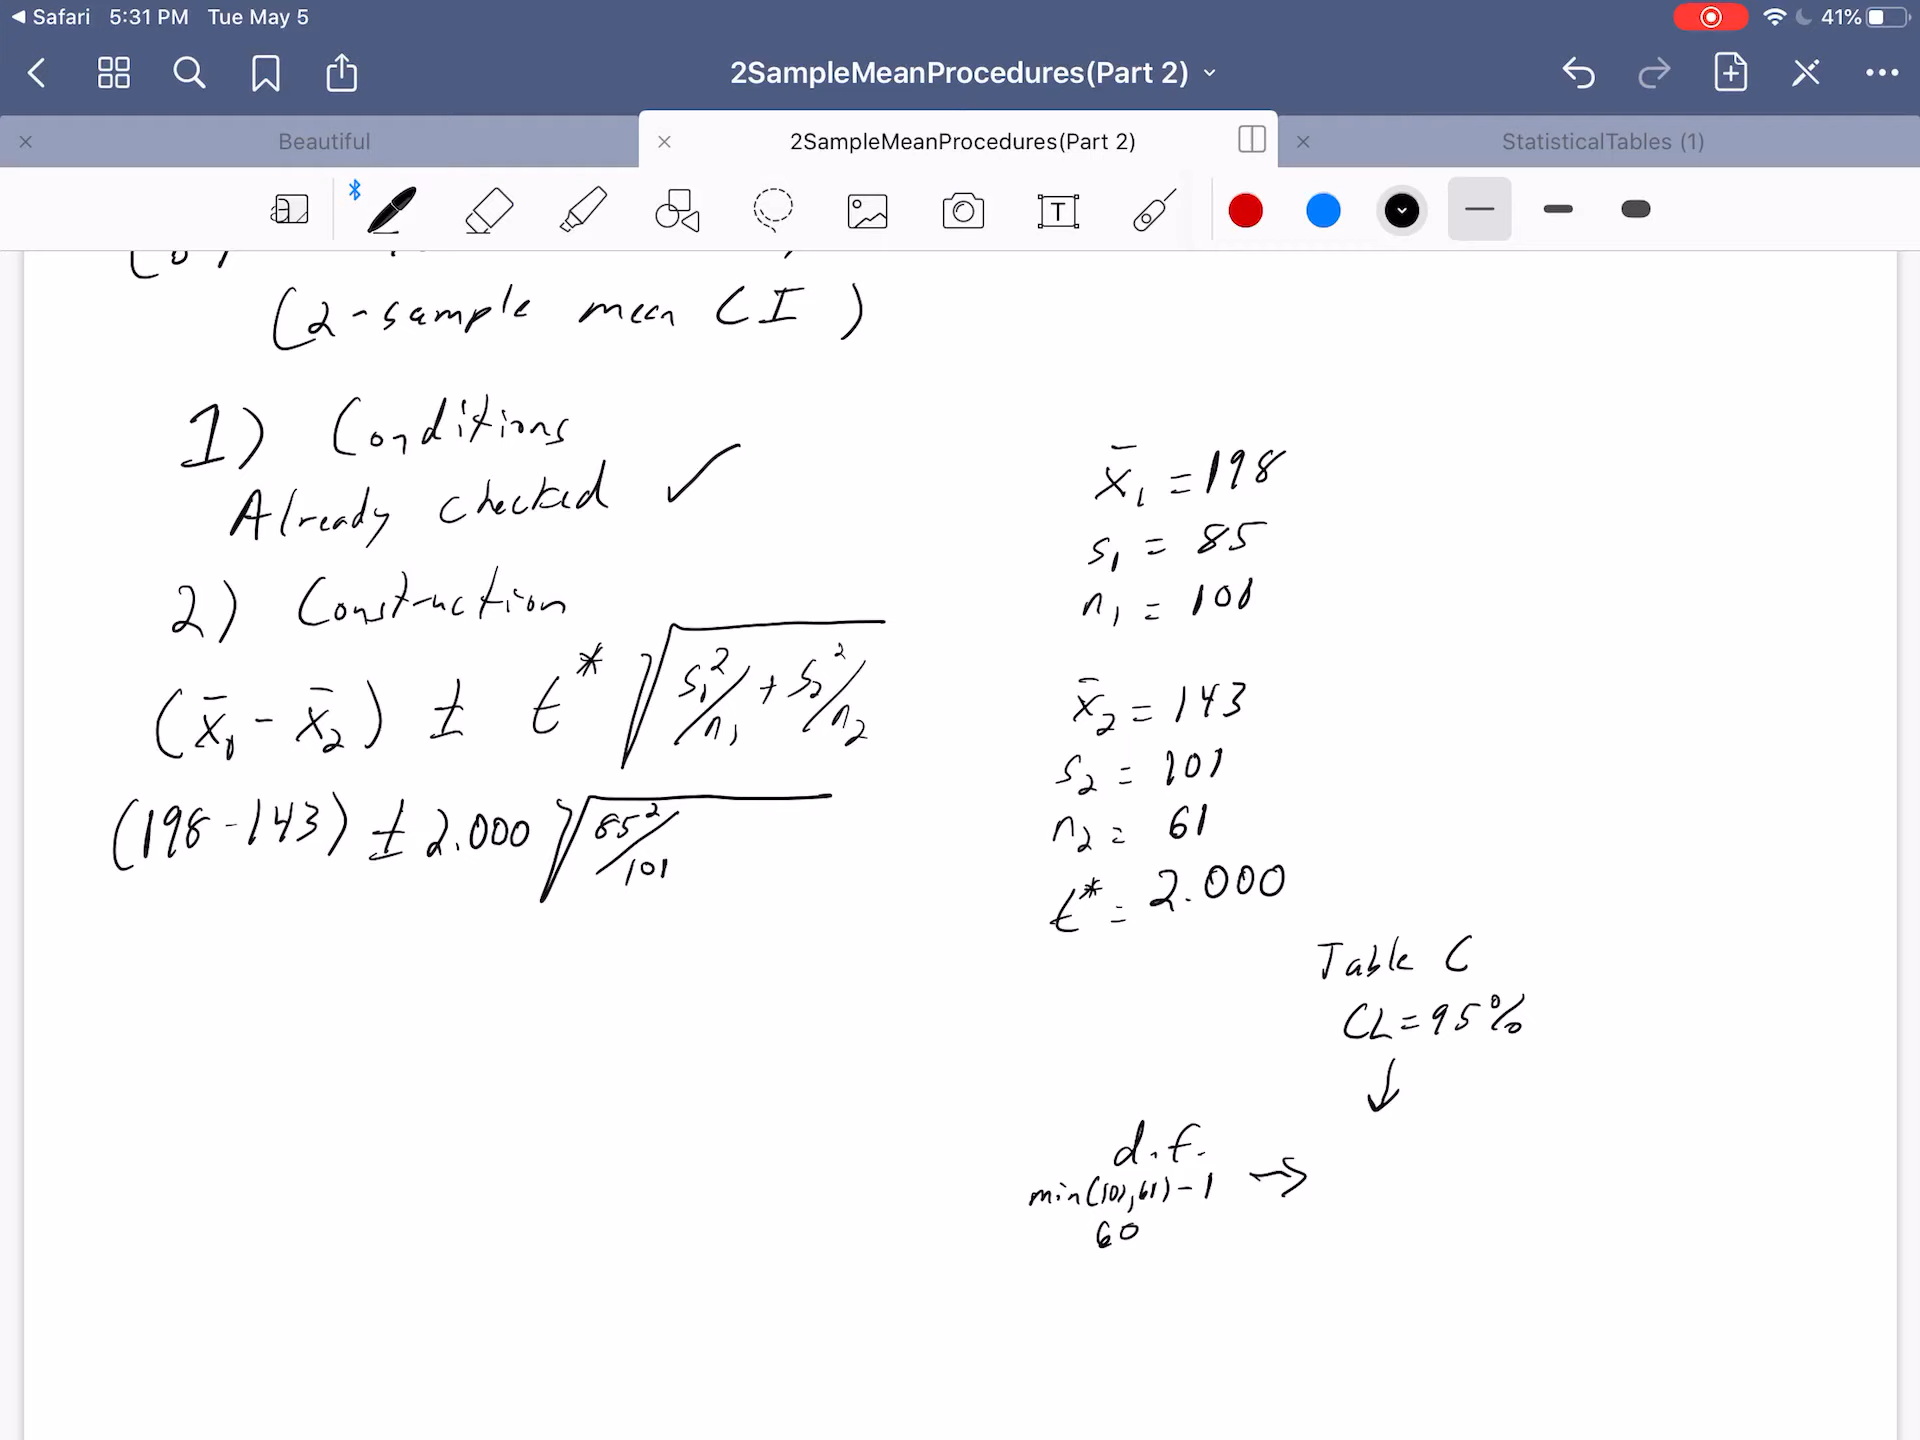 Safari 5:31 PM Tue May 5 41%
2SampleMeanProcedures(Part 2)
Beautiful 2SampleMeanProcedures(Part 2) StatisticalTables (1)
(2-sample mean CI)
1) Conditions
Already checked ✓
2) Construction
(x̄₁ - x̄₂) ± t* √(s₁²/n₁ + s₂²/n₂)
(198 - 143) ± 2.000 √(85²/101
x̄₁ = 198
s₁ = 85
n₁ = 101
x̄₂ = 143
s₂ = 101
n₂ = 61
t* = 2.000
Table C
CL = 95%
↓
d.f. →
min(101,61) - 1
60